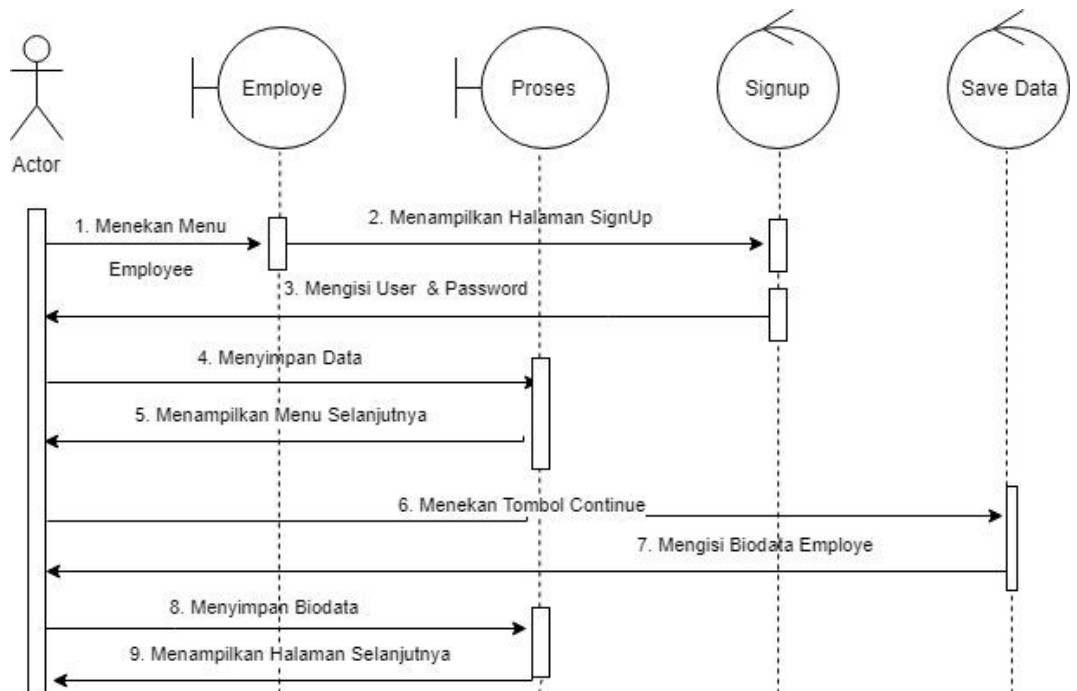 Employe
Proses
Signup
Save Data
Actor
1. Menekan Menu
Employee
2. Menampilkan Halaman SignUp
3. Mengisi User & Password
4. Menyimpan Data
5. Menampilkan Menu Selanjutnya
6. Menekan Tombol Continue
7. Mengisi Biodata Employe
8. Menyimpan Biodata
9. Menampilkan Halaman Selanjutnya